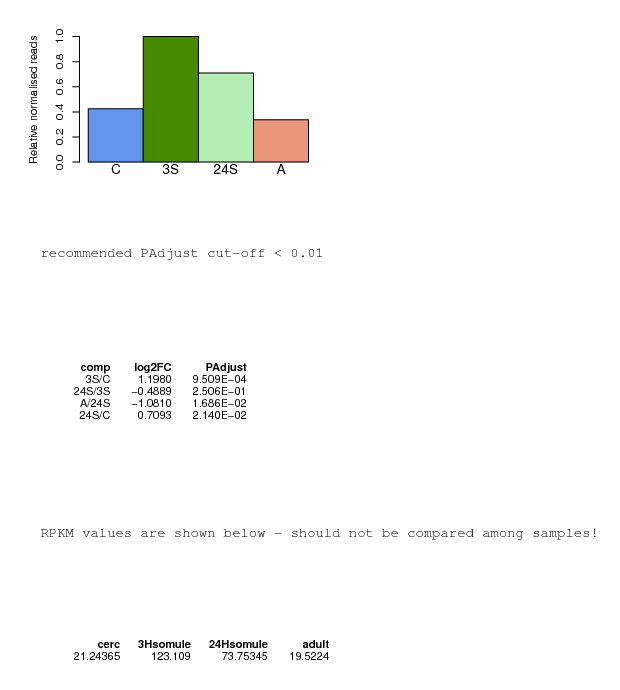 Relative normalised reads
1.0
0.8
0.6
0.4
0.2
0.0
C 3S 24S A
recommended PAdjust cut-off < 0.01
comp log2FC PAdjust
3S/C 1.1980 9.509E−04
24S/3S −0.4889 2.506E−01
A/24S −1.0810 1.686E−02
24S/C 0.7093 2.140E−02
RPKM values are shown below - should not be compared among samples!
cerc 3Hsomule 24Hsomule adult
21.24365 123.109 73.75345 19.5224